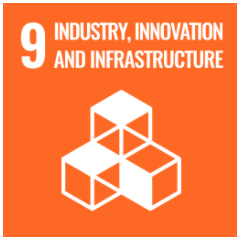 9 INDUSTRY, INNOVATION
AND INFRASTRUCTURE